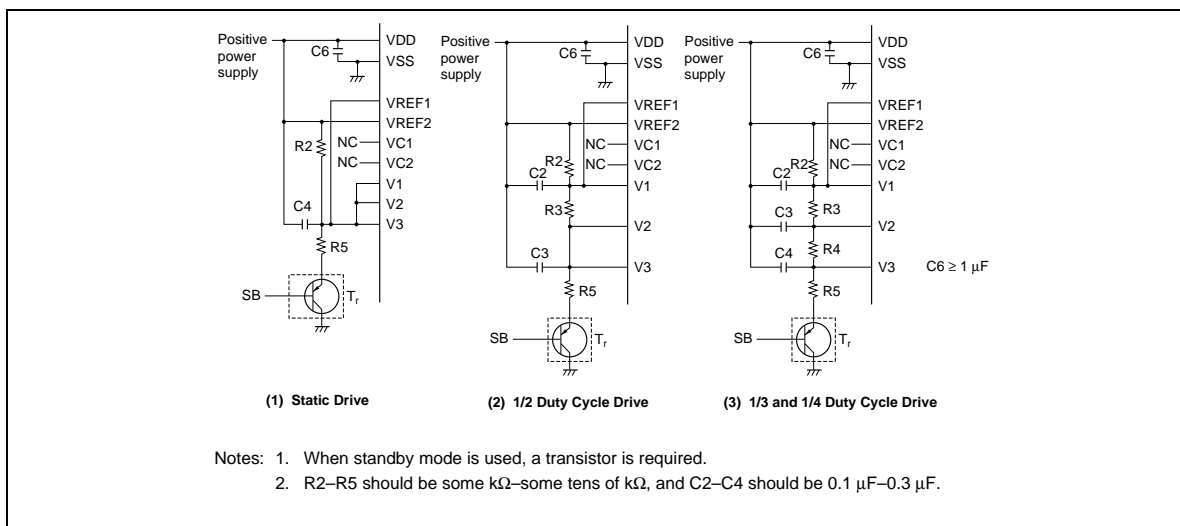 Positive
power
supply
C6
VDD
VSS
VREF1
VREF2
R2
NC
VC1
NC
VC2
V1
V2
C4
V3
R5
SB
Tr
(1) Static Drive
Positive
power
supply
C6
VDD
VSS
VREF1
VREF2
NC
VC1
R2
NC
VC2
C2
V1
R3
V2
C3
V3
R5
SB
Tr
(2) 1/2 Duty Cycle Drive
Positive
power
supply
C6
VDD
VSS
VREF1
VREF2
NC
VC1
R2
NC
VC2
C2
V1
R3
C3
V2
R4
C4
V3
C6 ≥ 1 μF
R5
SB
Tr
(3) 1/3 and 1/4 Duty Cycle Drive
Notes: 1. When standby mode is used, a transistor is required.
2. R2–R5 should be some kΩ–some tens of kΩ, and C2–C4 should be 0.1 μF–0.3 μF.